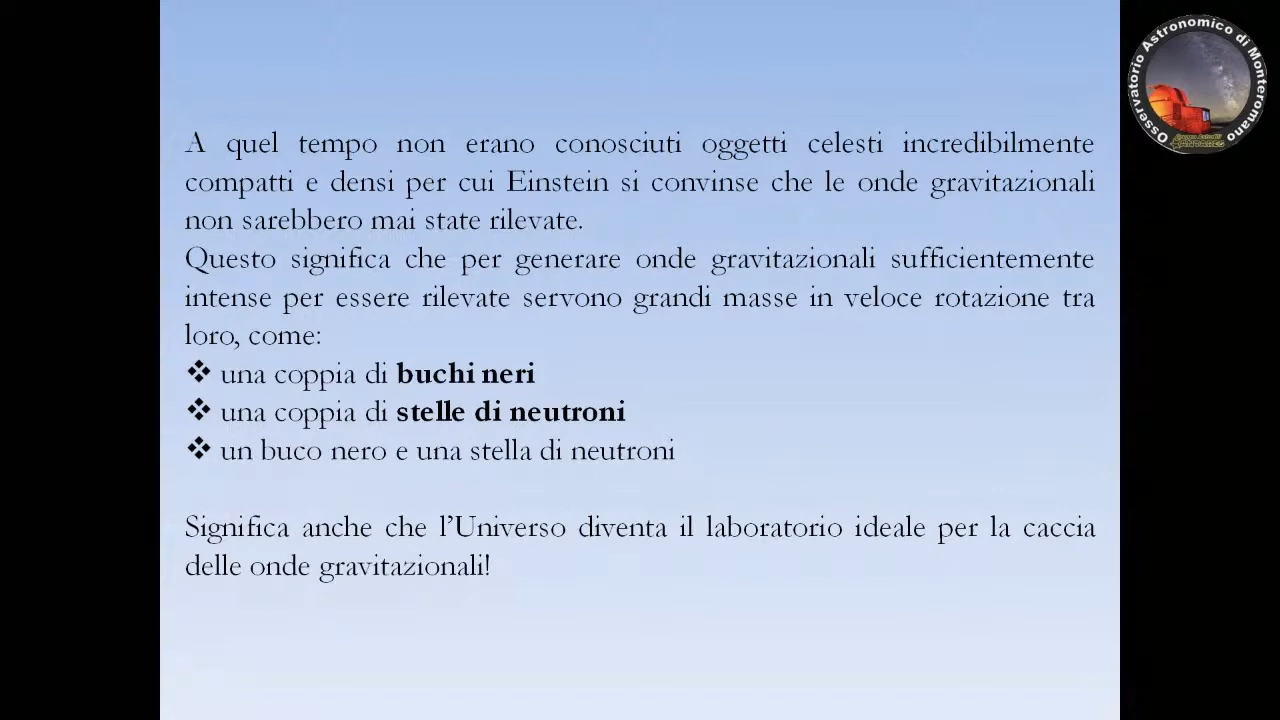 A quel tempo non erano conosciuti oggetti celesti incredibilmente
compatti e densi per cui Einstein si convinse che le onde gravitazionali
non sarebbero mai state rilevate.
Questo significa che per generare onde gravitazionali sufficientemente
intense per essere rilevate servono grandi masse in veloce rotazione tra
loro, come:
❖ una coppia di buchi neri
❖ una coppia di stelle di neutroni
❖ un buco nero e una stella di neutroni
Significa anche che l’Universo diventa il laboratorio ideale per la caccia
delle onde gravitazionali!
Osservatorio Astronomico di Monteromano